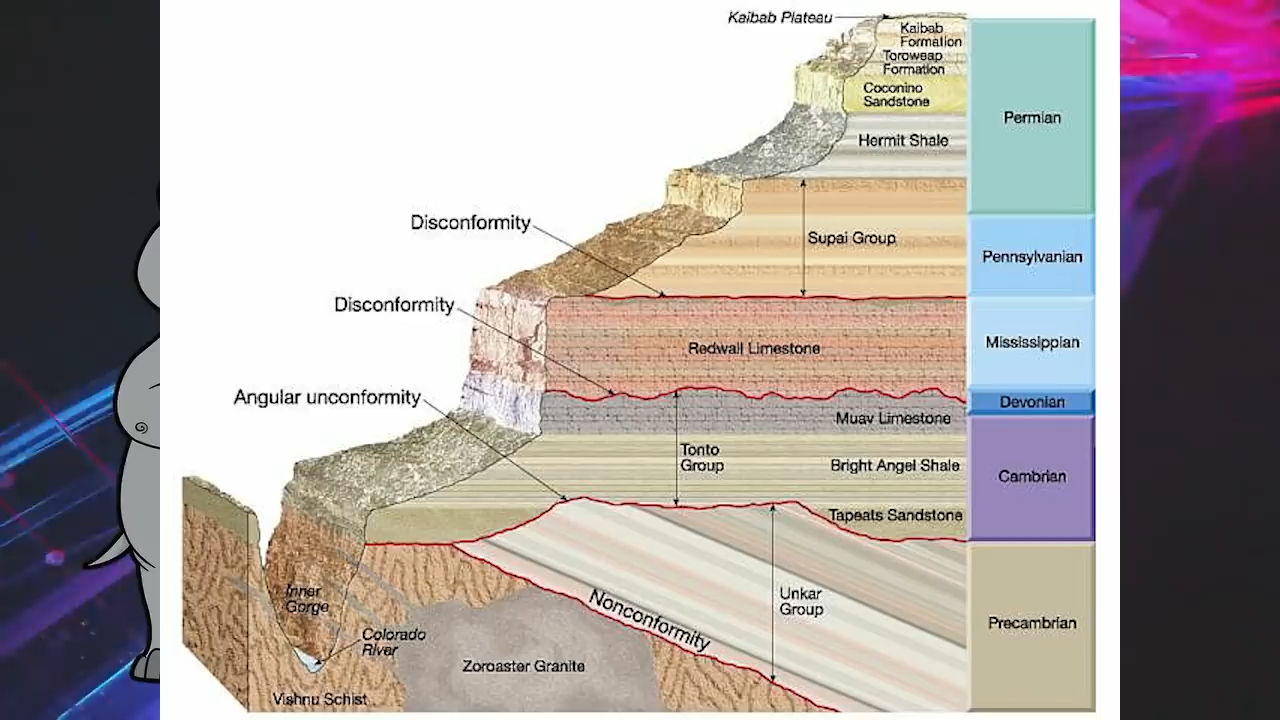 Kaibab Plateau
Kaibab
Formation
Toroweap
Formation
Coconino
Sandstone
Permian
Hermit Shale
Disconformity
Supai Group
Pennsylvanian
Disconformity
Redwall Limestone
Mississippian
Angular unconformity
Devonian
Muav Limestone
Tonto
Group
Bright Angel Shale
Cambrian
Tapeats Sandstone
Inner
Gorge
Nonconformity
Unkar
Group
Precambrian
Colorado
River
Zoroaster Granite
Vishnu Schist